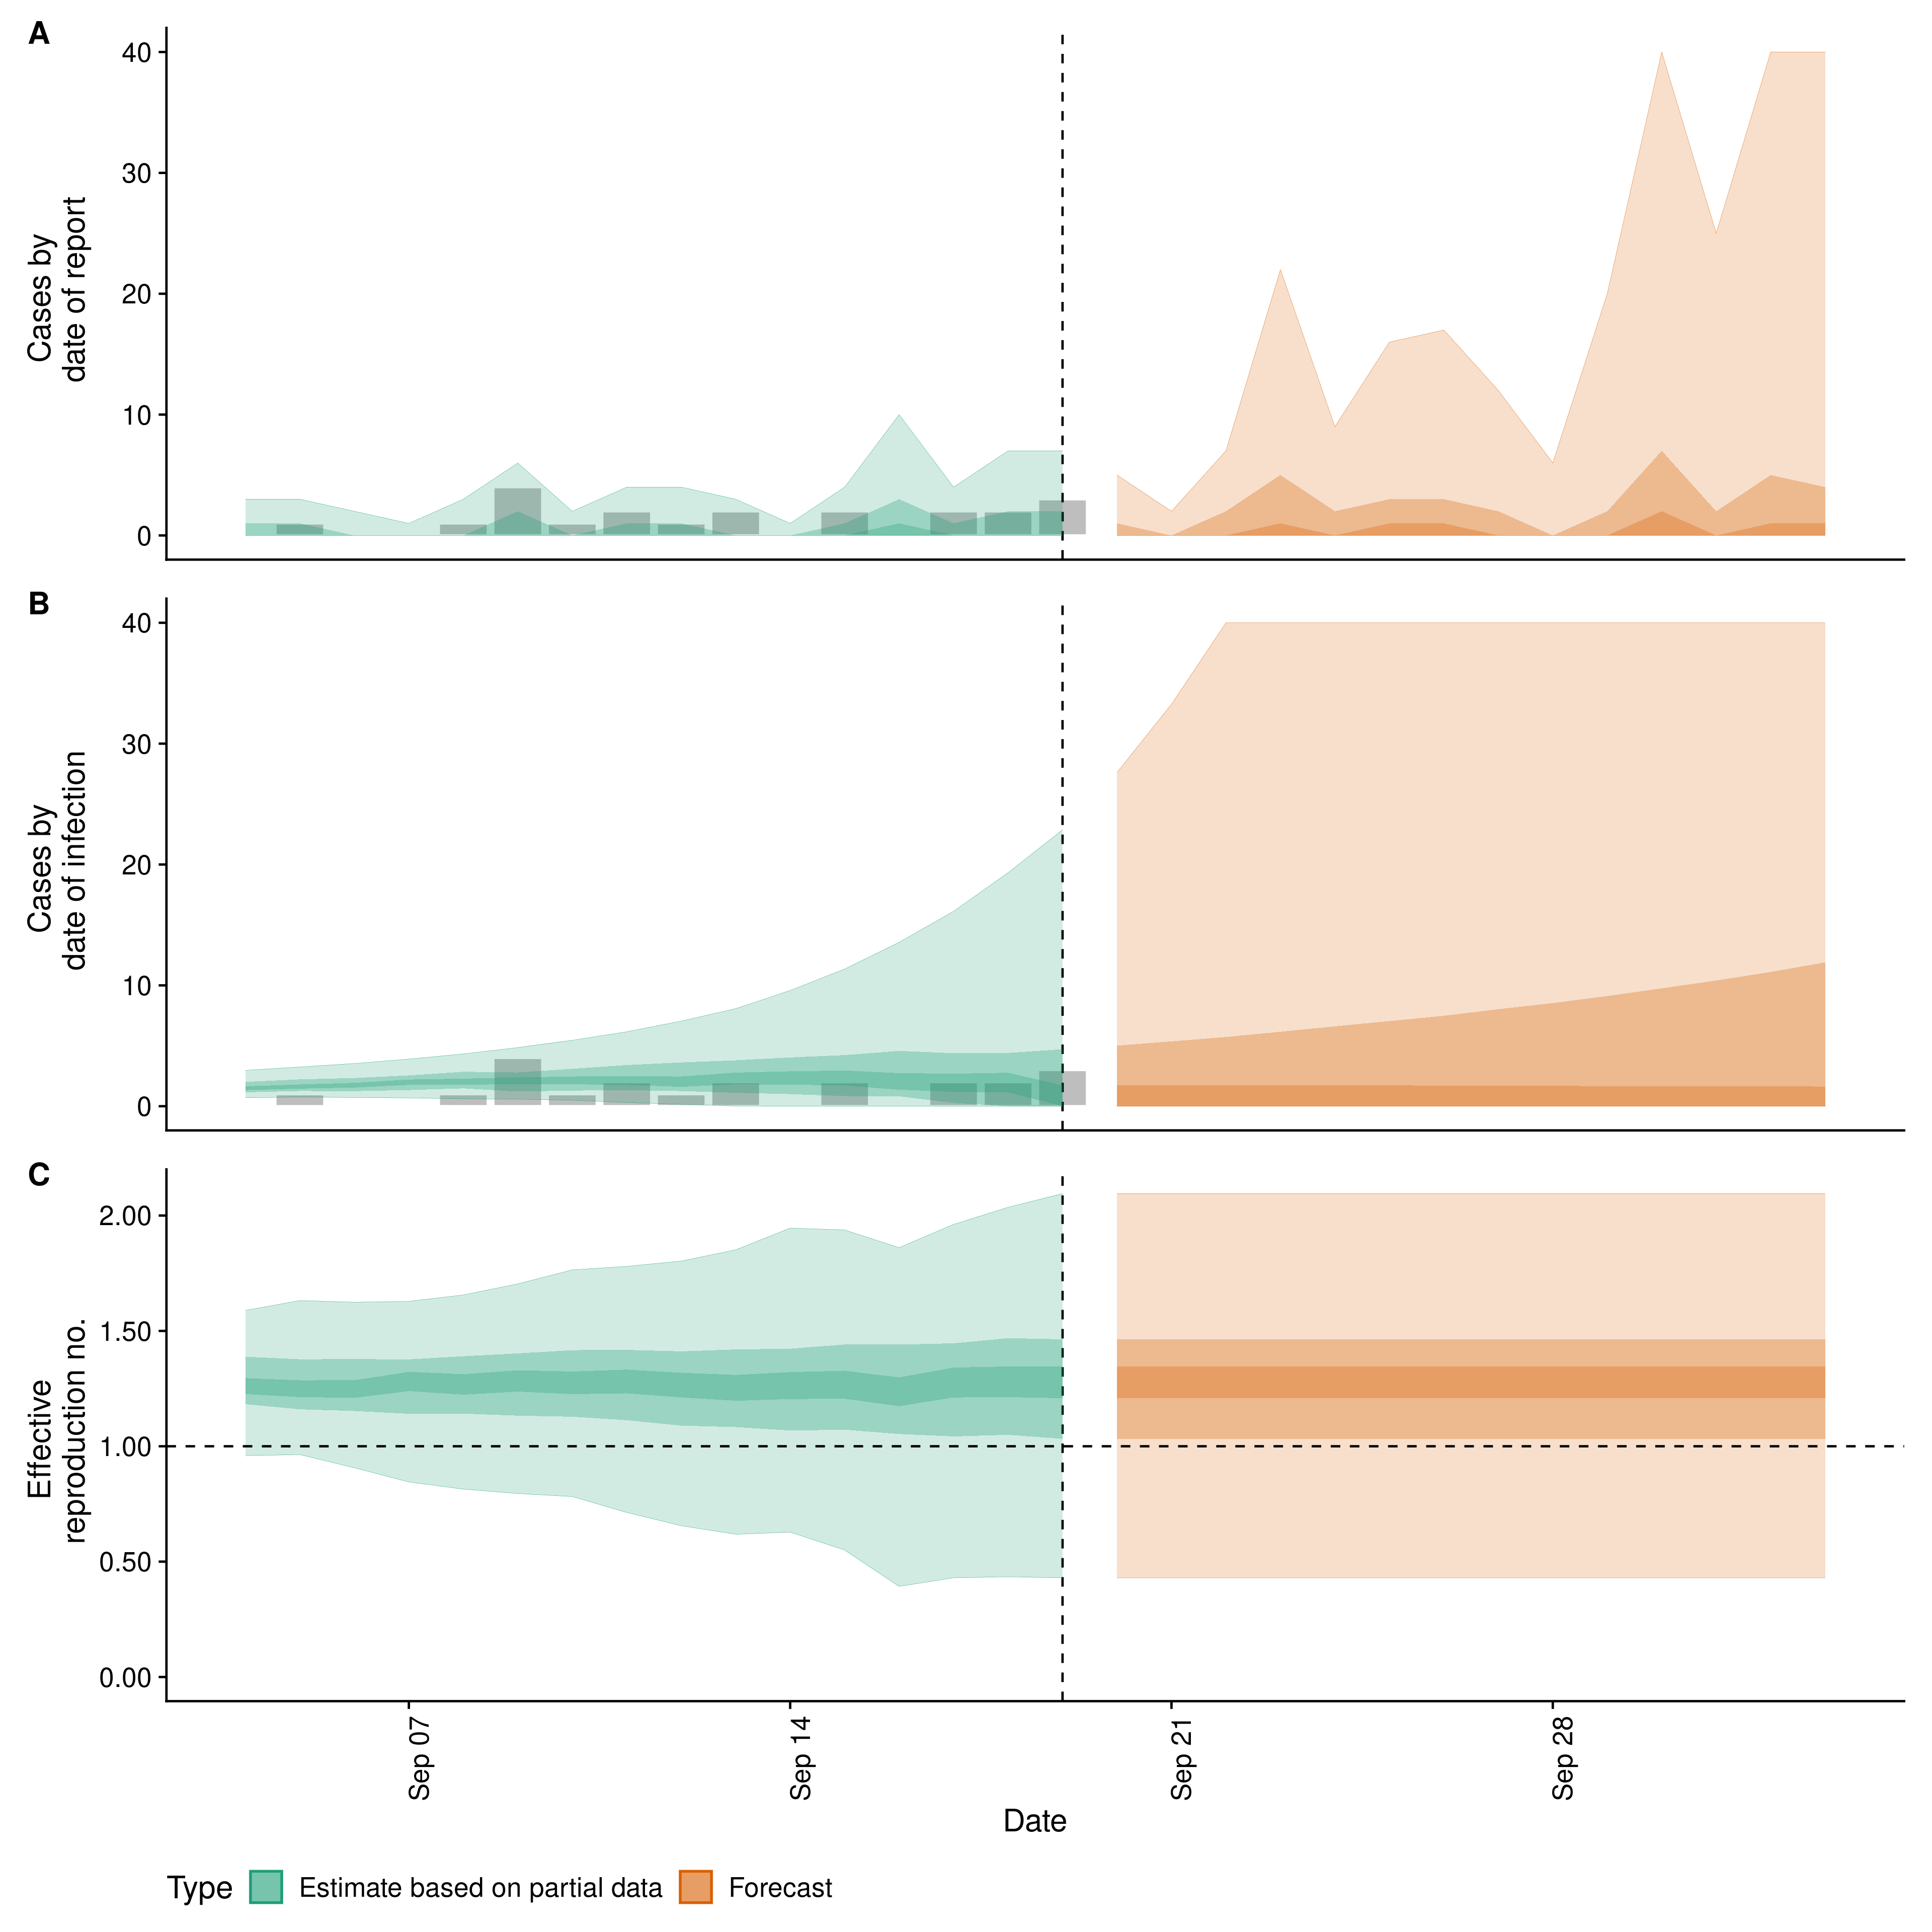 A
40
30
20
10
0
Cases by
date of report
B
40
30
20
10
0
Cases by
date of infection
C
2.00
1.50
1.00
0.50
0.00
Effective
reproduction no.
Sep 07
Sep 14
Sep 21
Sep 28
Date
Type
Estimate based on partial data
Forecast